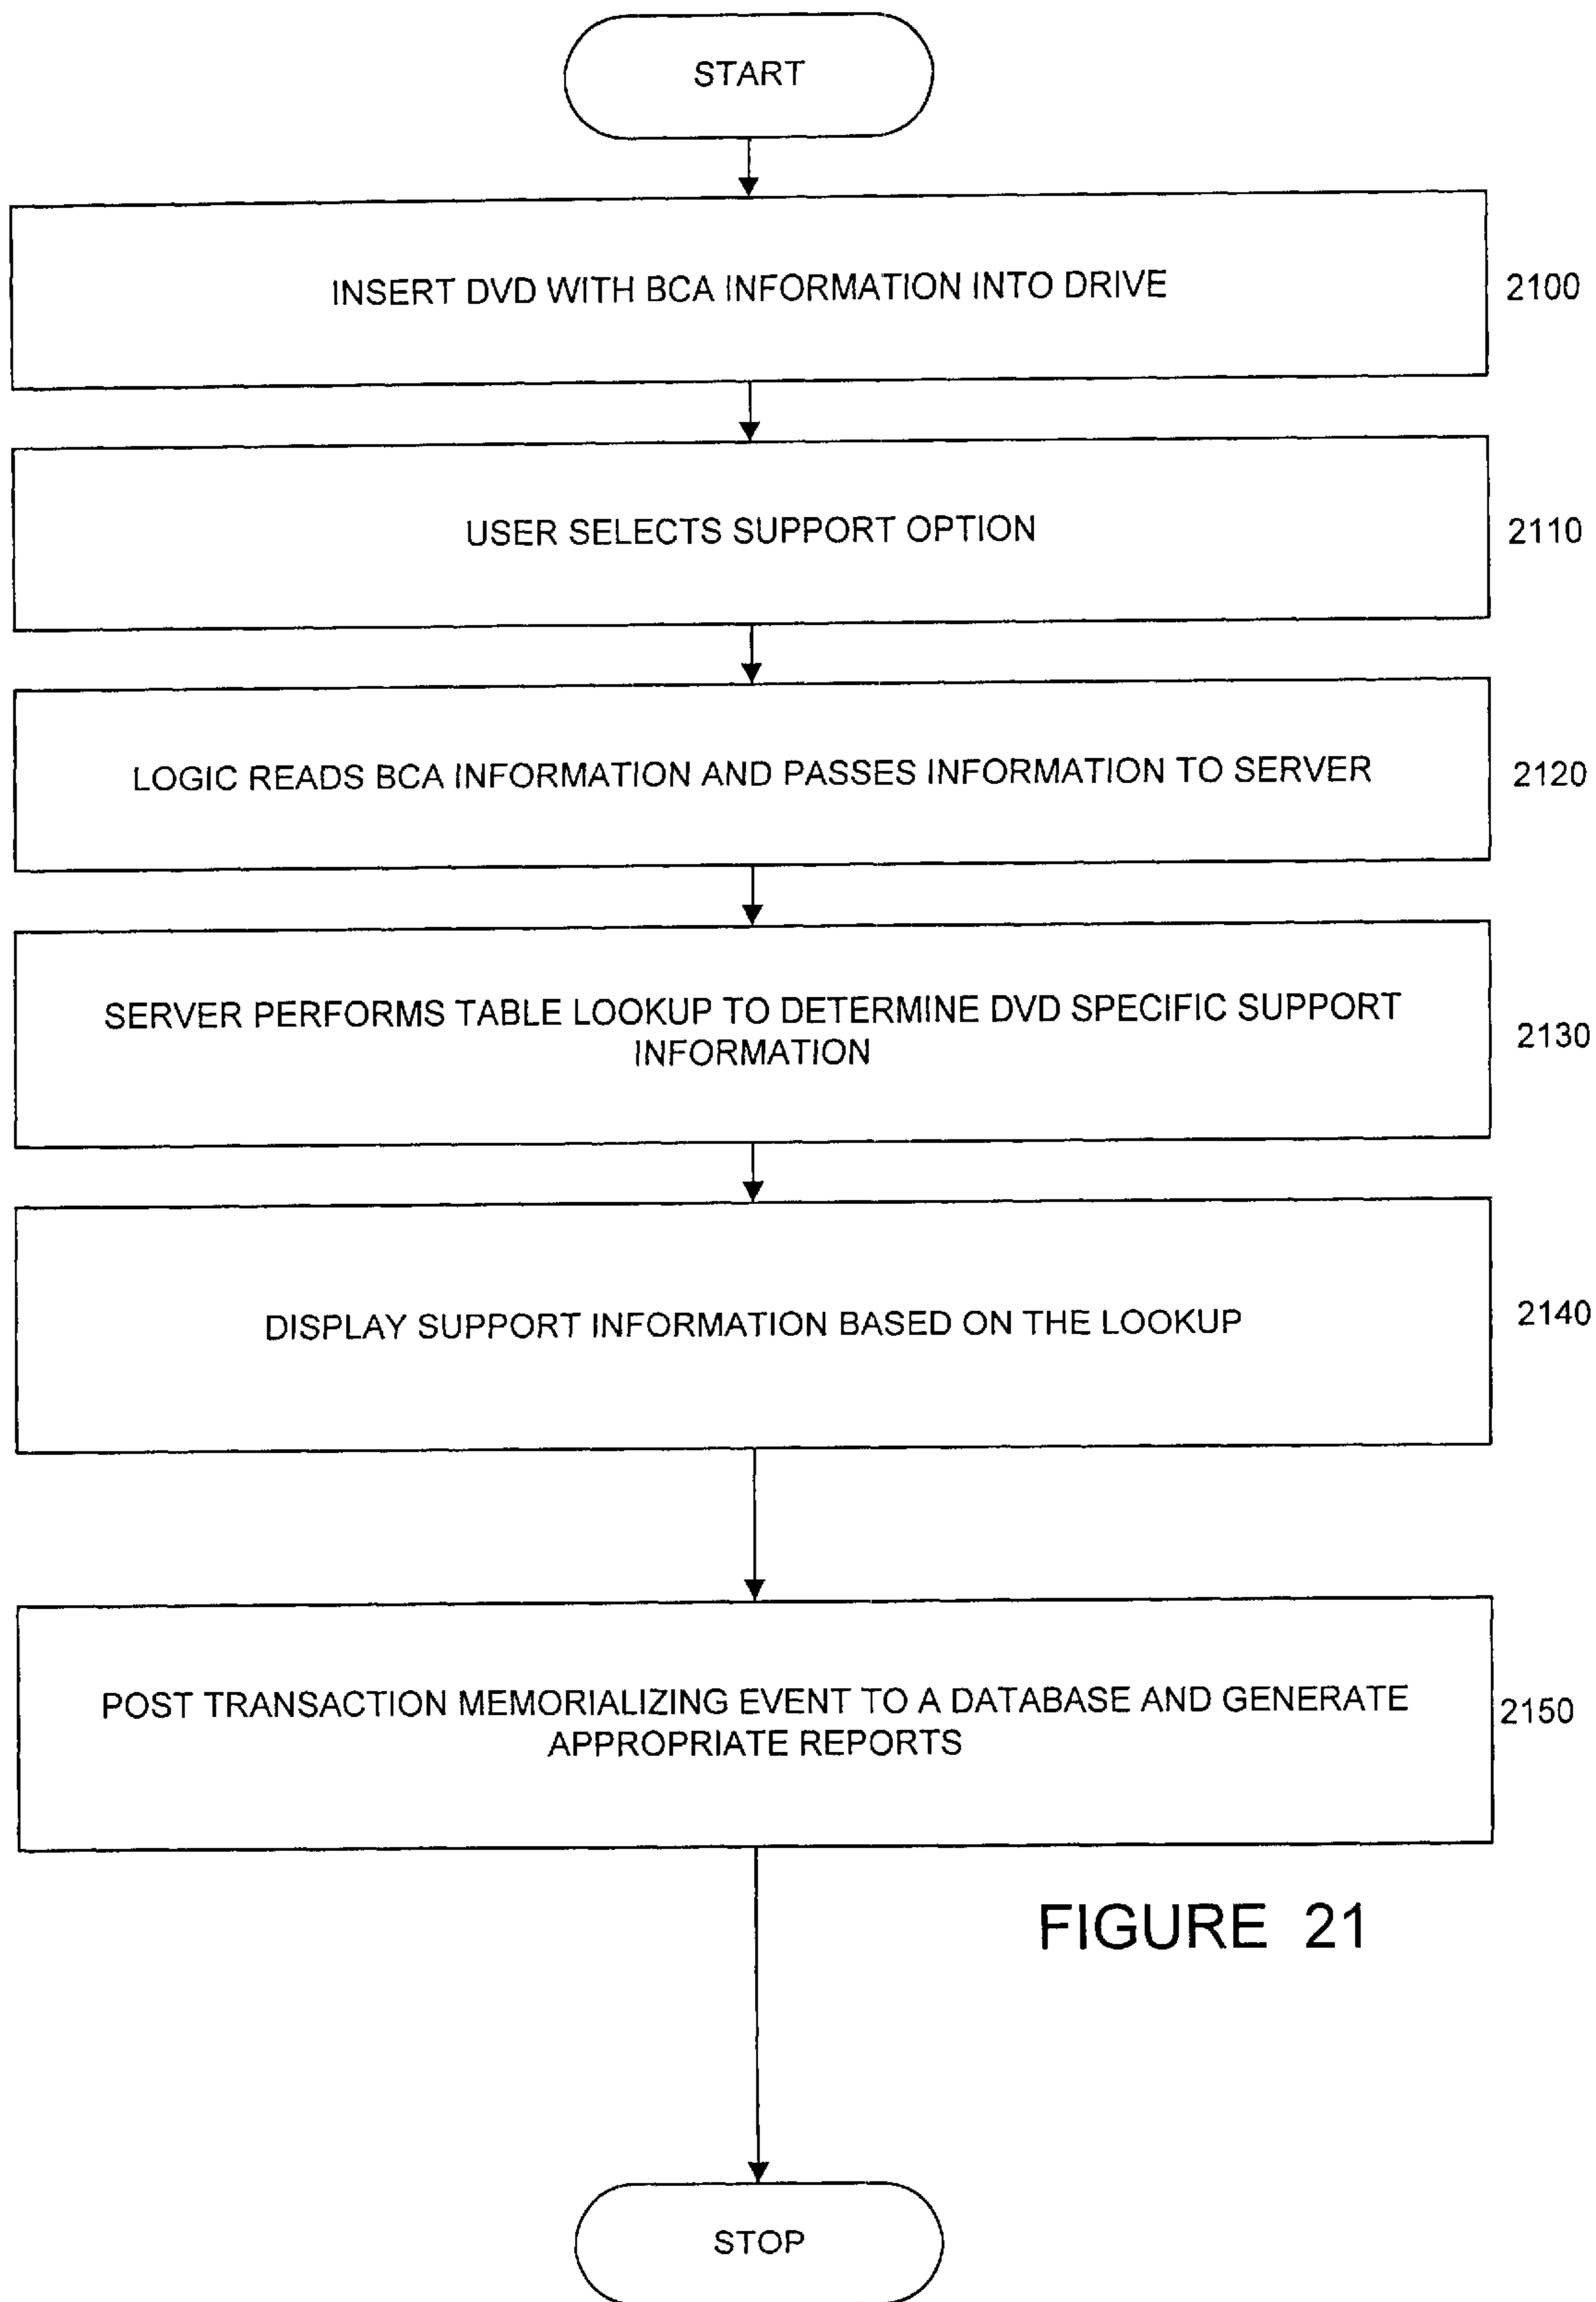 START
INSERT DVD WITH BCA INFORMATION INTO DRIVE
2100
USER SELECTS SUPPORT OPTION
2110
LOGIC READS BCA INFORMATION AND PASSES INFORMATION TO SERVER
2120
SERVER PERFORMS TABLE LOOKUP TO DETERMINE DVD SPECIFIC SUPPORT
INFORMATION
2130
DISPLAY SUPPORT INFORMATION BASED ON THE LOOKUP
2140
POST TRANSACTION MEMORIALIZING EVENT TO A DATABASE AND GENERATE
APPROPRIATE REPORTS
2150
FIGURE 21
STOP